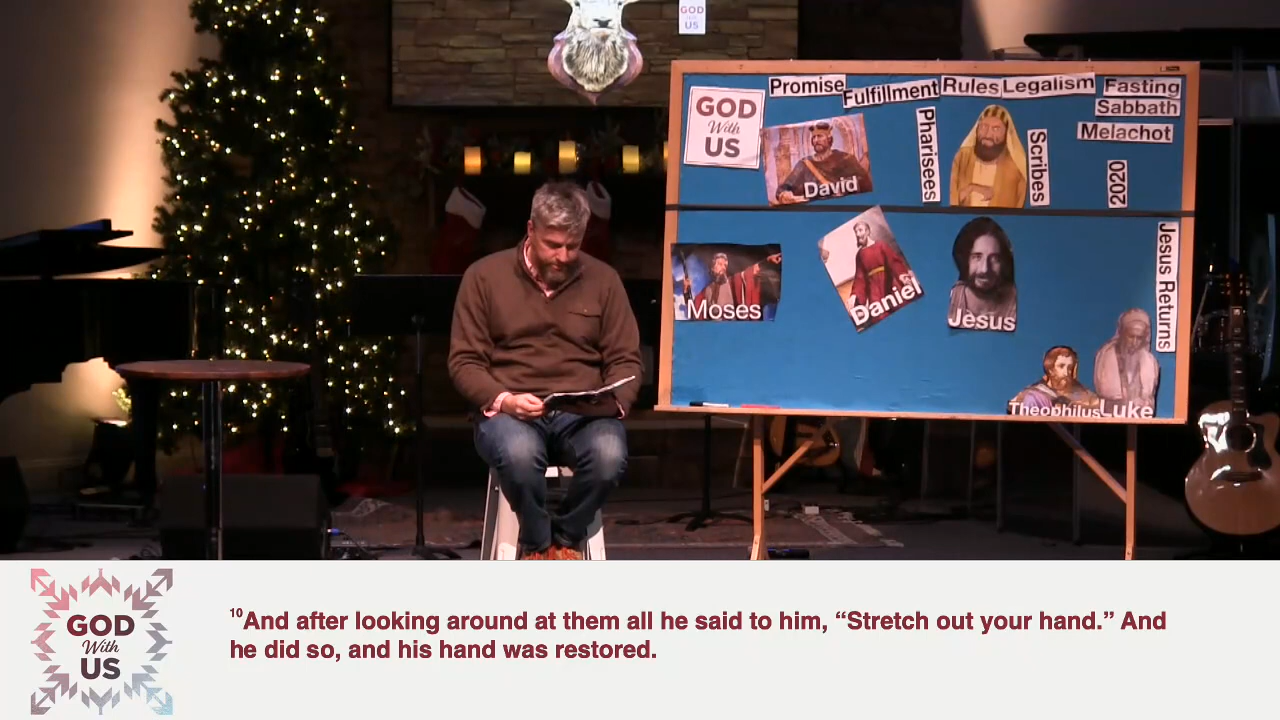 GOD
US
GOD
With
US
Promise
Fulfillment
Rules
Legalism
Fasting
Sabbath
Melachot
2020
Pharisees
Scribes
David
Moses
Daniel
Jesus
Jesus Returns
Theophilus
Luke
GOD
With
US
10And after looking around at them all he said to him, “Stretch out your hand.” And
he did so, and his hand was restored.